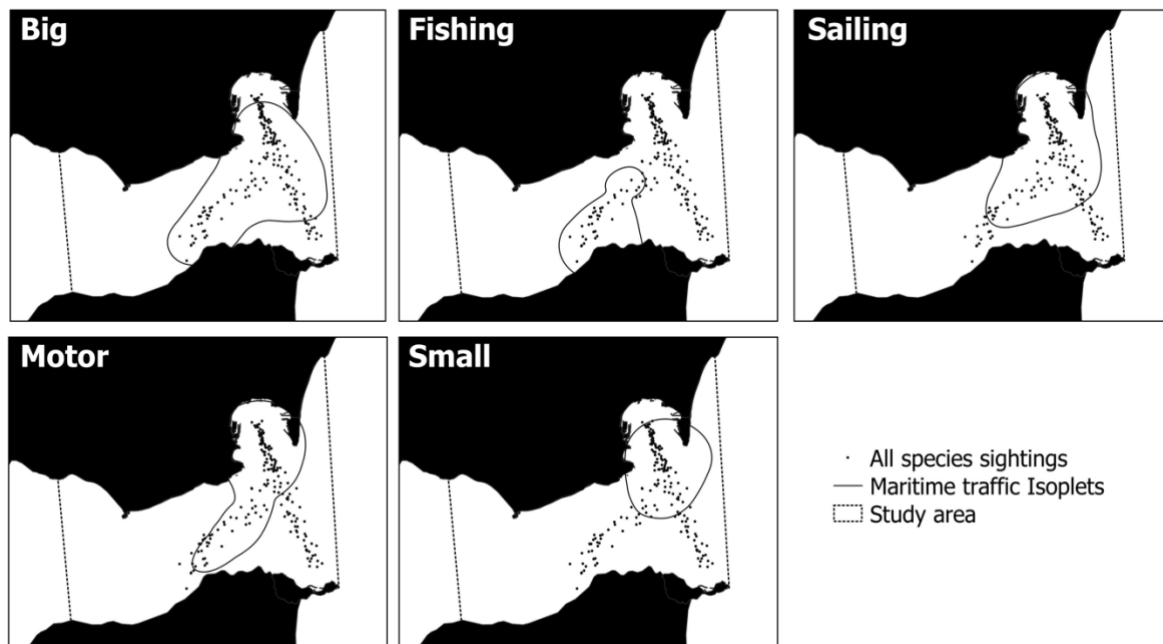 Big
Fishing
Sailing
Motor
Small
All species sightings
Maritime traffic Isoplets
Study area